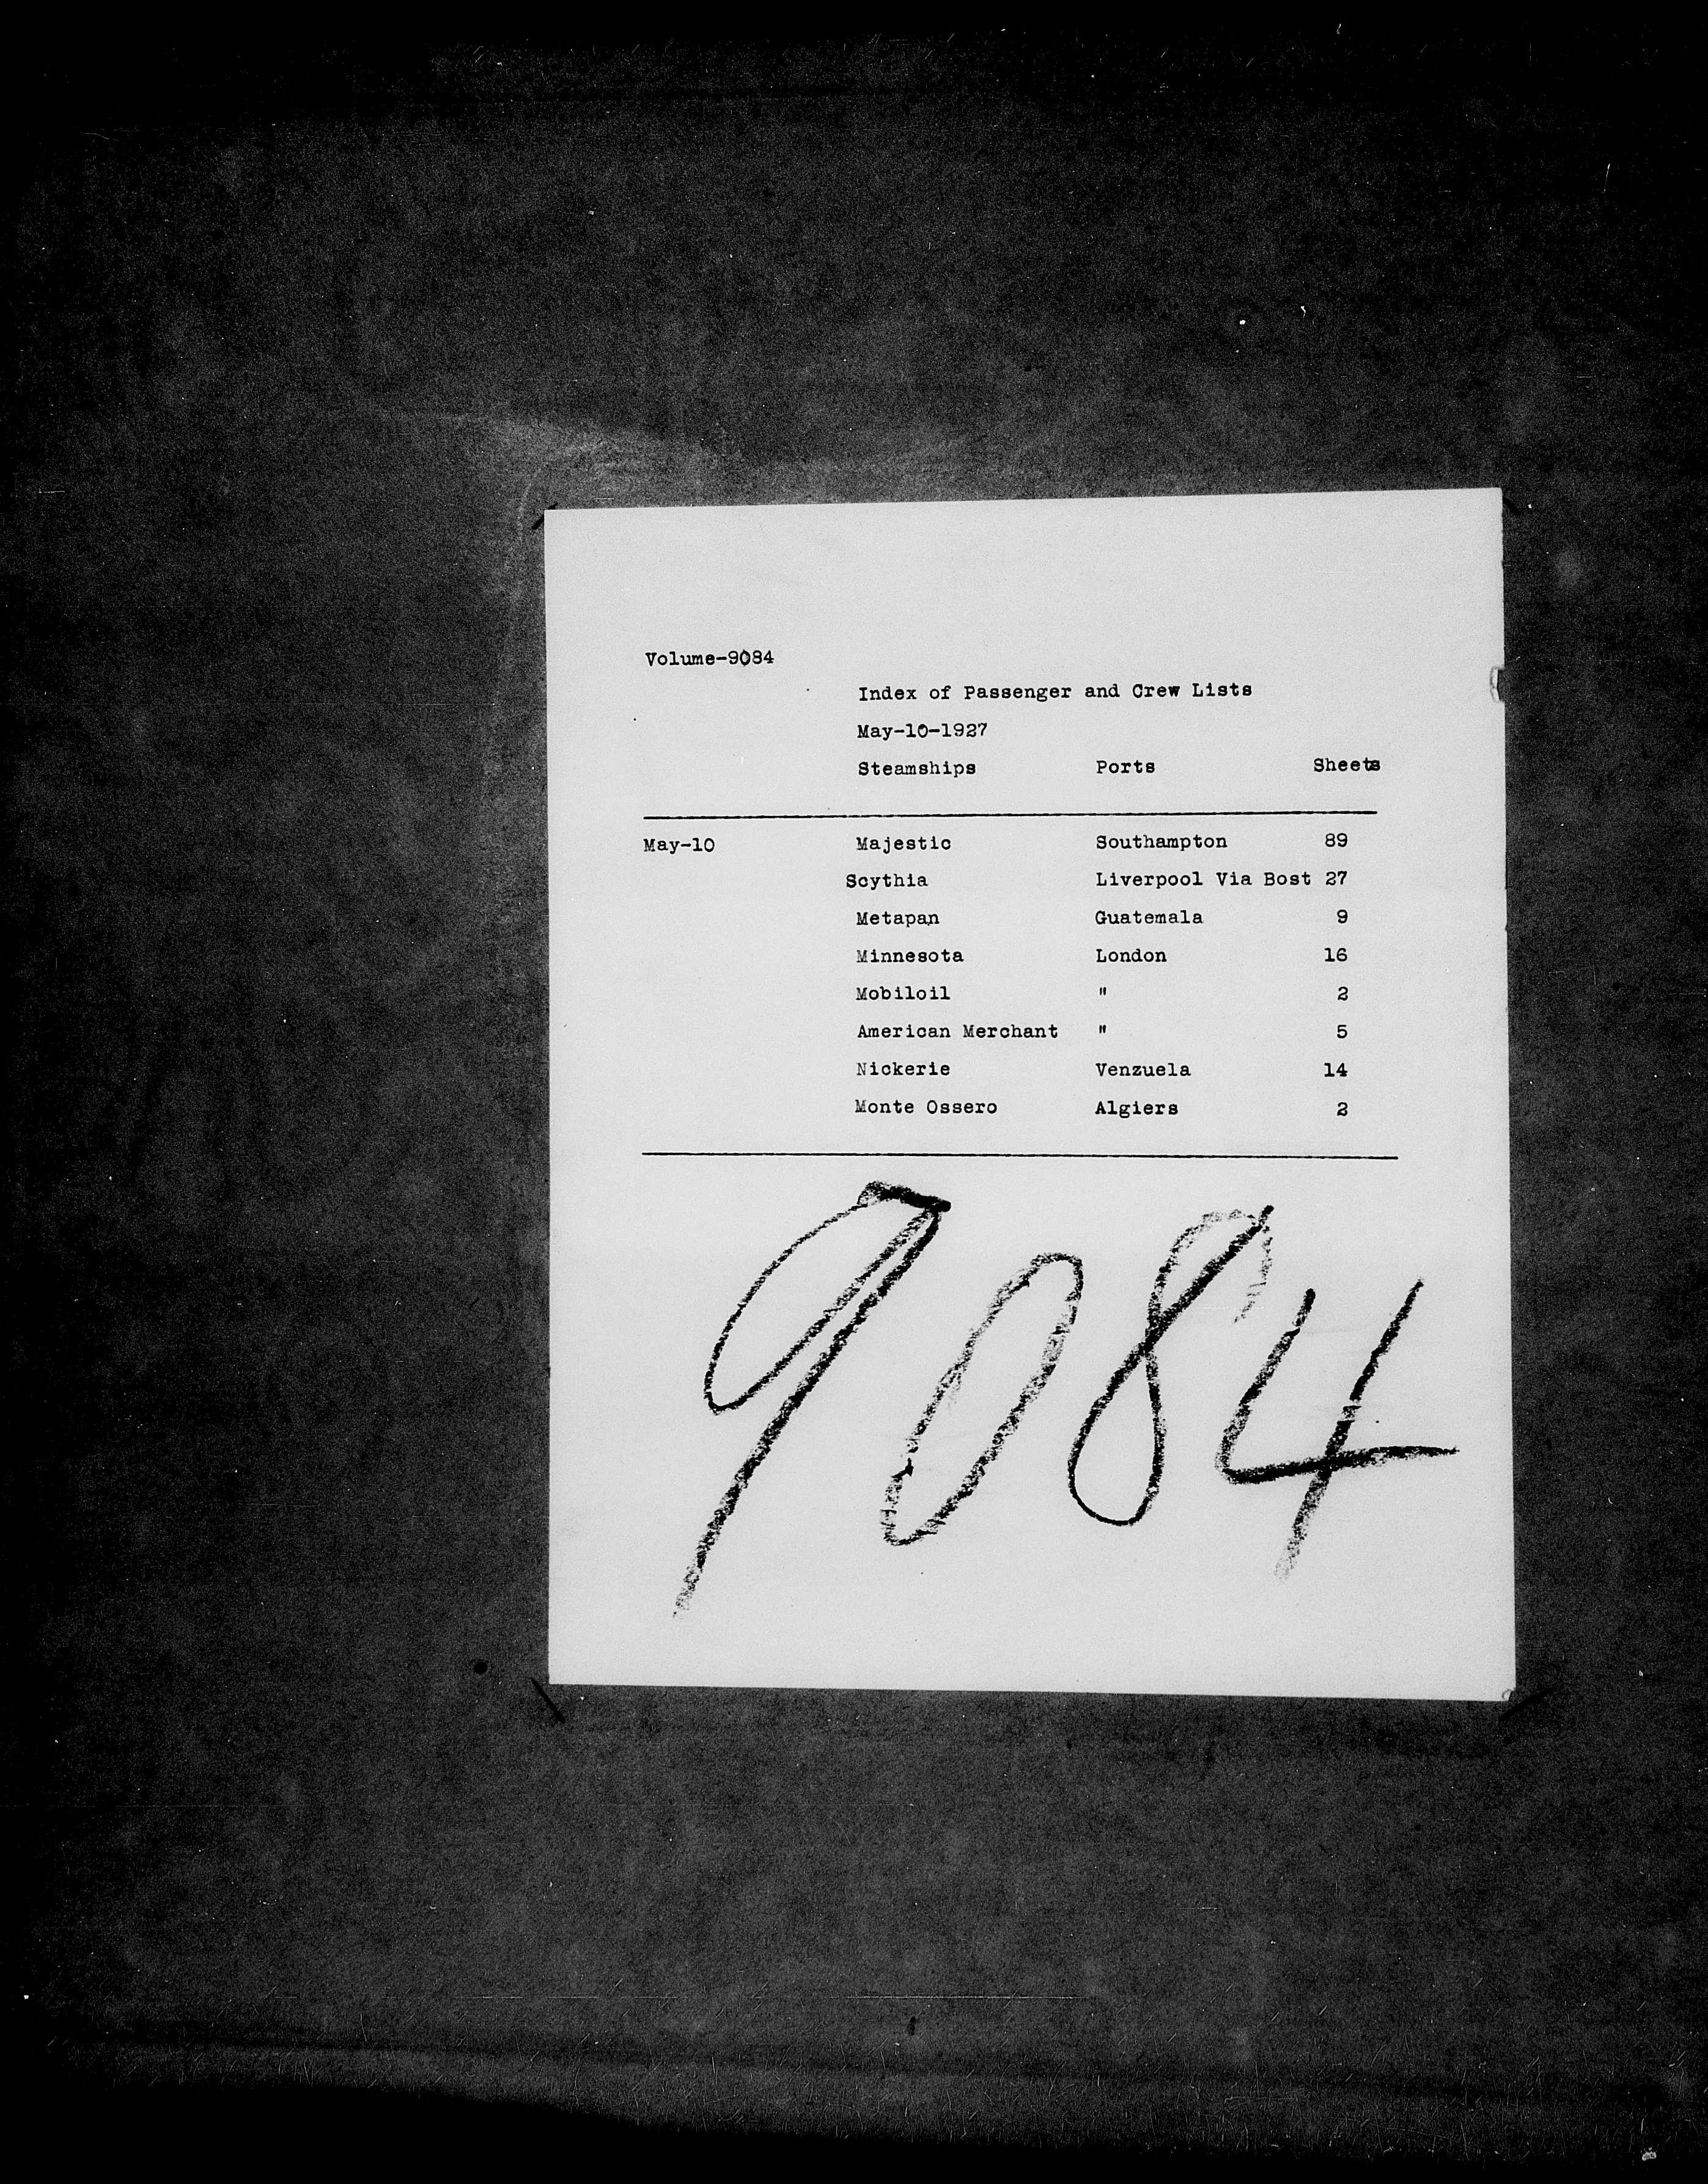 Volume-9084
Index of Passenger and Crew Lists
May-10-1927
Steamships Ports Sheets
May-10 Majestic Southampton 89
Scythia Liverpool Via Bost 27
Metapan Guatemala 9
Minnesota London 16
Mobiloil " 2
American Merchant " 5
Nickerie Venzuela 14
Monte Ossero Algiers 2
9084